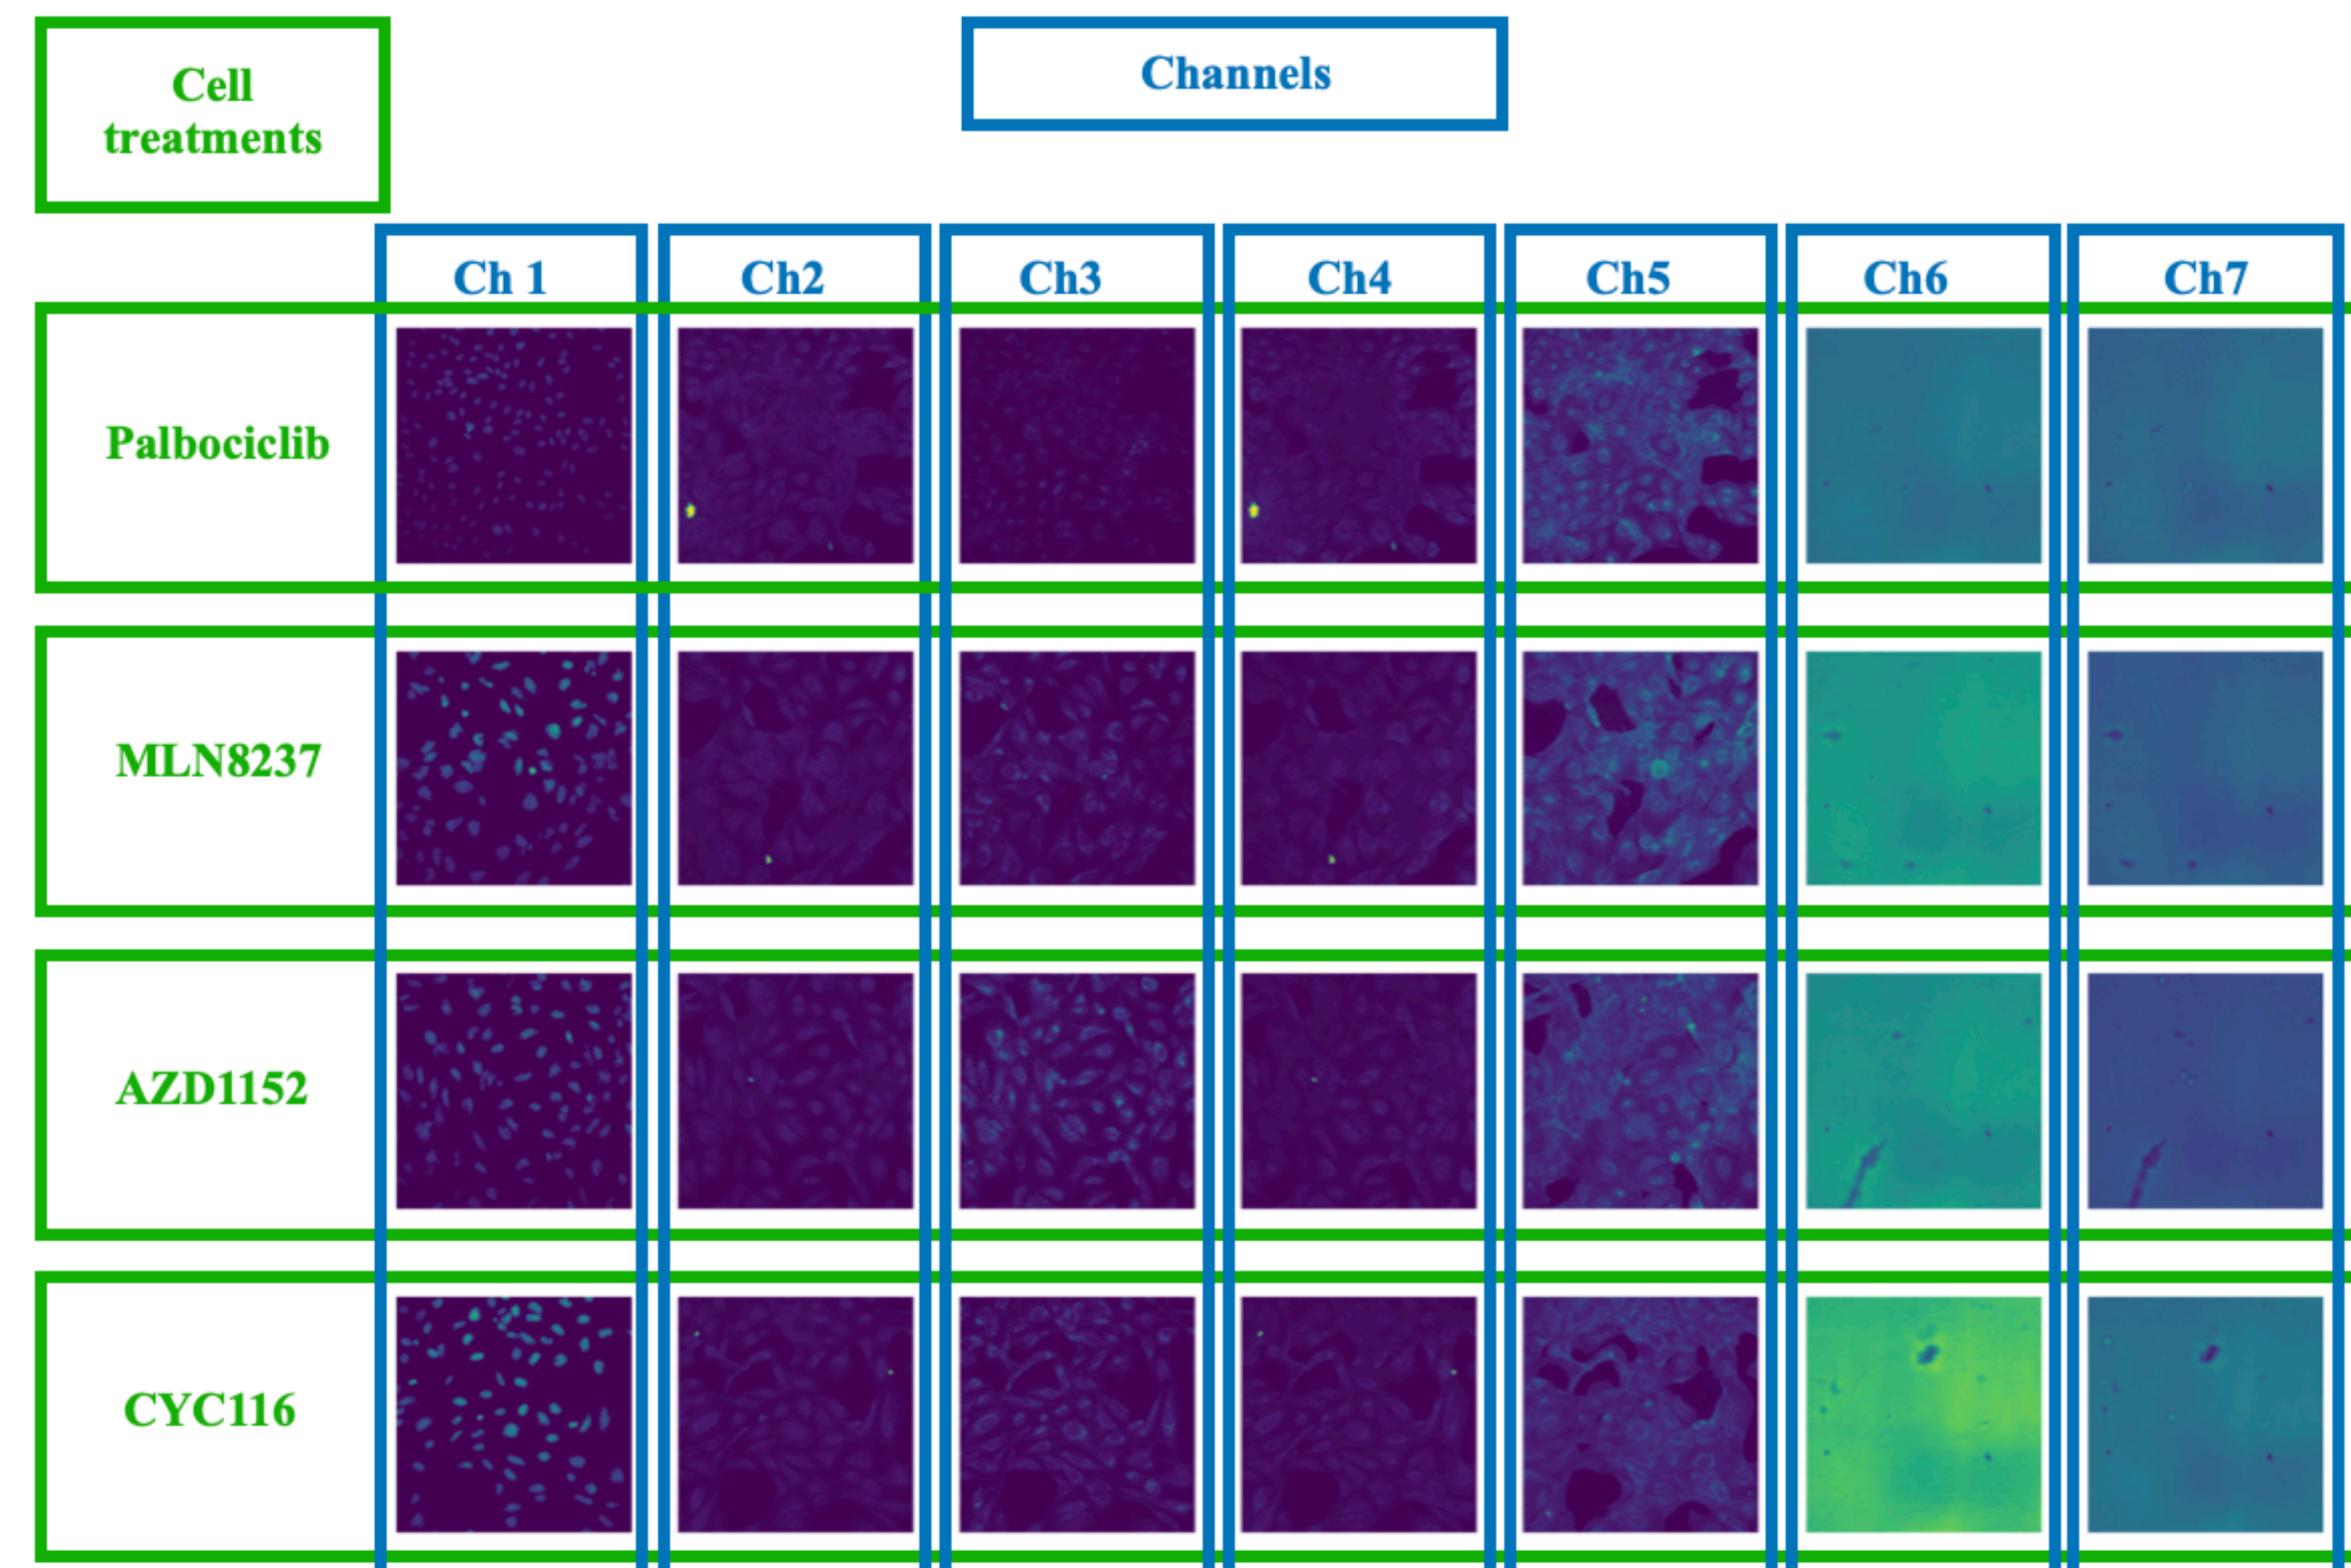 Cell
treatments
Channels
Ch 1
Ch2
Ch3
Ch4
Ch5
Ch6
Ch7
Palbociclib
MLN8237
AZD1152
CYC116